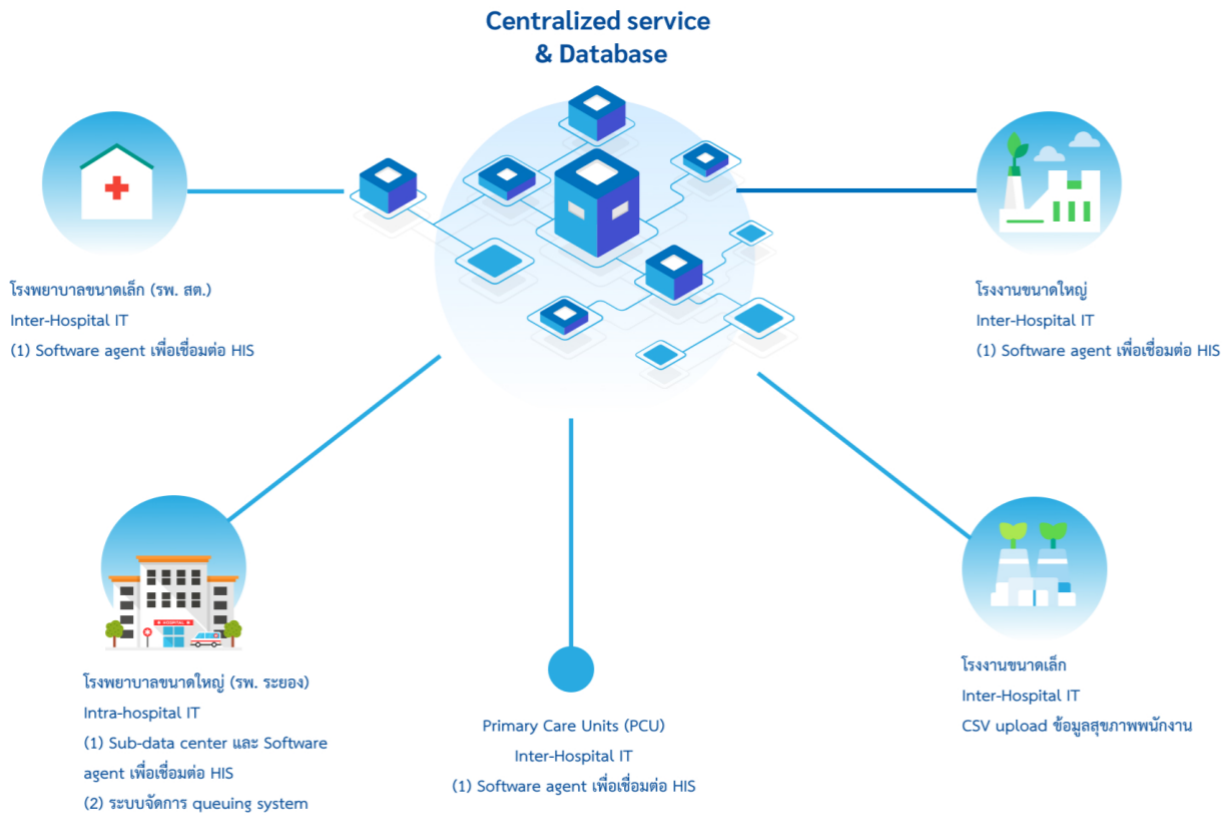 Centralized service
& Database
โรงพยาบาลขนาดเล็ก (รพ. สต.)
Inter-Hospital IT
(1) Software agent เพื่อเชื่อมต่อ HIS
โรงงานขนาดใหญ่
Inter-Hospital IT
(1) Software agent เพื่อเชื่อมต่อ HIS
HOSPITAL
โรงพยาบาลขนาดใหญ่ (รพ. ระยอง)
Intra-hospital IT
(1) Sub-data center และ Software
agent เพื่อเชื่อมต่อ HIS
(2) ระบบจัดการ queuing system
Primary Care Units (PCU)
Inter-Hospital IT
(1) Software agent เพื่อเชื่อมต่อ HIS
โรงงานขนาดเล็ก
Inter-Hospital IT
CSV upload ข้อมูลสุขภาพพนักงาน